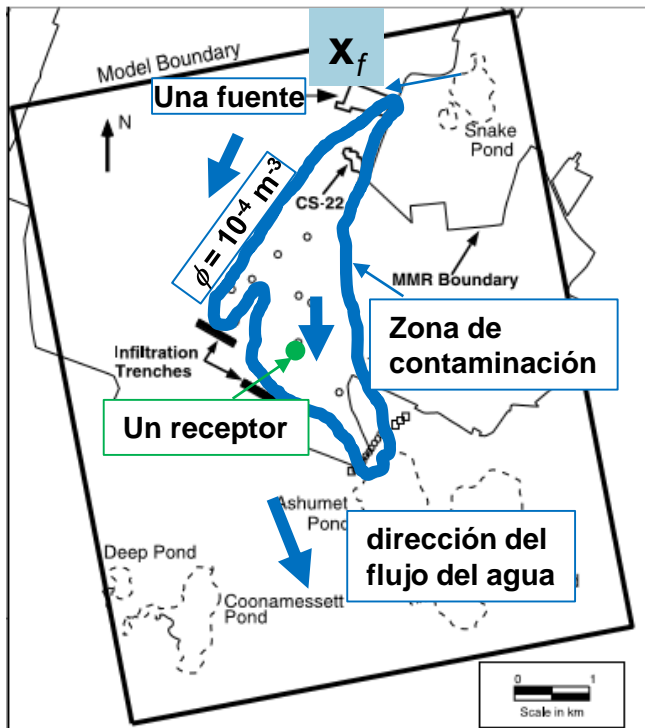 x_f
Model Boundary
Una fuente
N
Snake
Pond
CS-22
ϕ = 10⁻⁴ m⁻³
MMR Boundary
Zona de
contaminación
Infiltration
Trenches
Un receptor
Ashumet
Pond
dirección del
flujo del agua
Deep Pond
Coonamessett
Pond
0 1
Scale in km